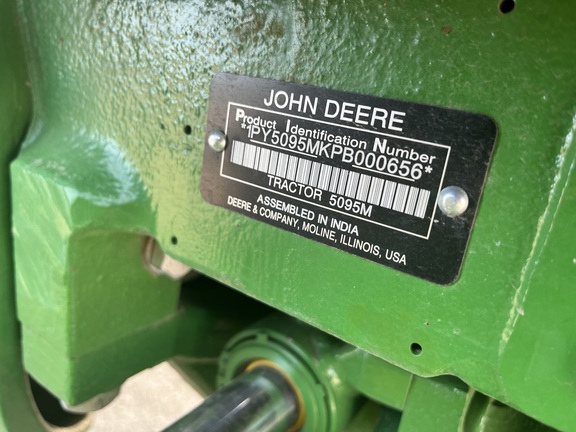 JOHN DEERE
Product Identification Number
*1PY5095MKPB000656*
TRACTOR 5095M
ASSEMBLED IN INDIA
DEERE & COMPANY, MOLINE, ILLINOIS, USA